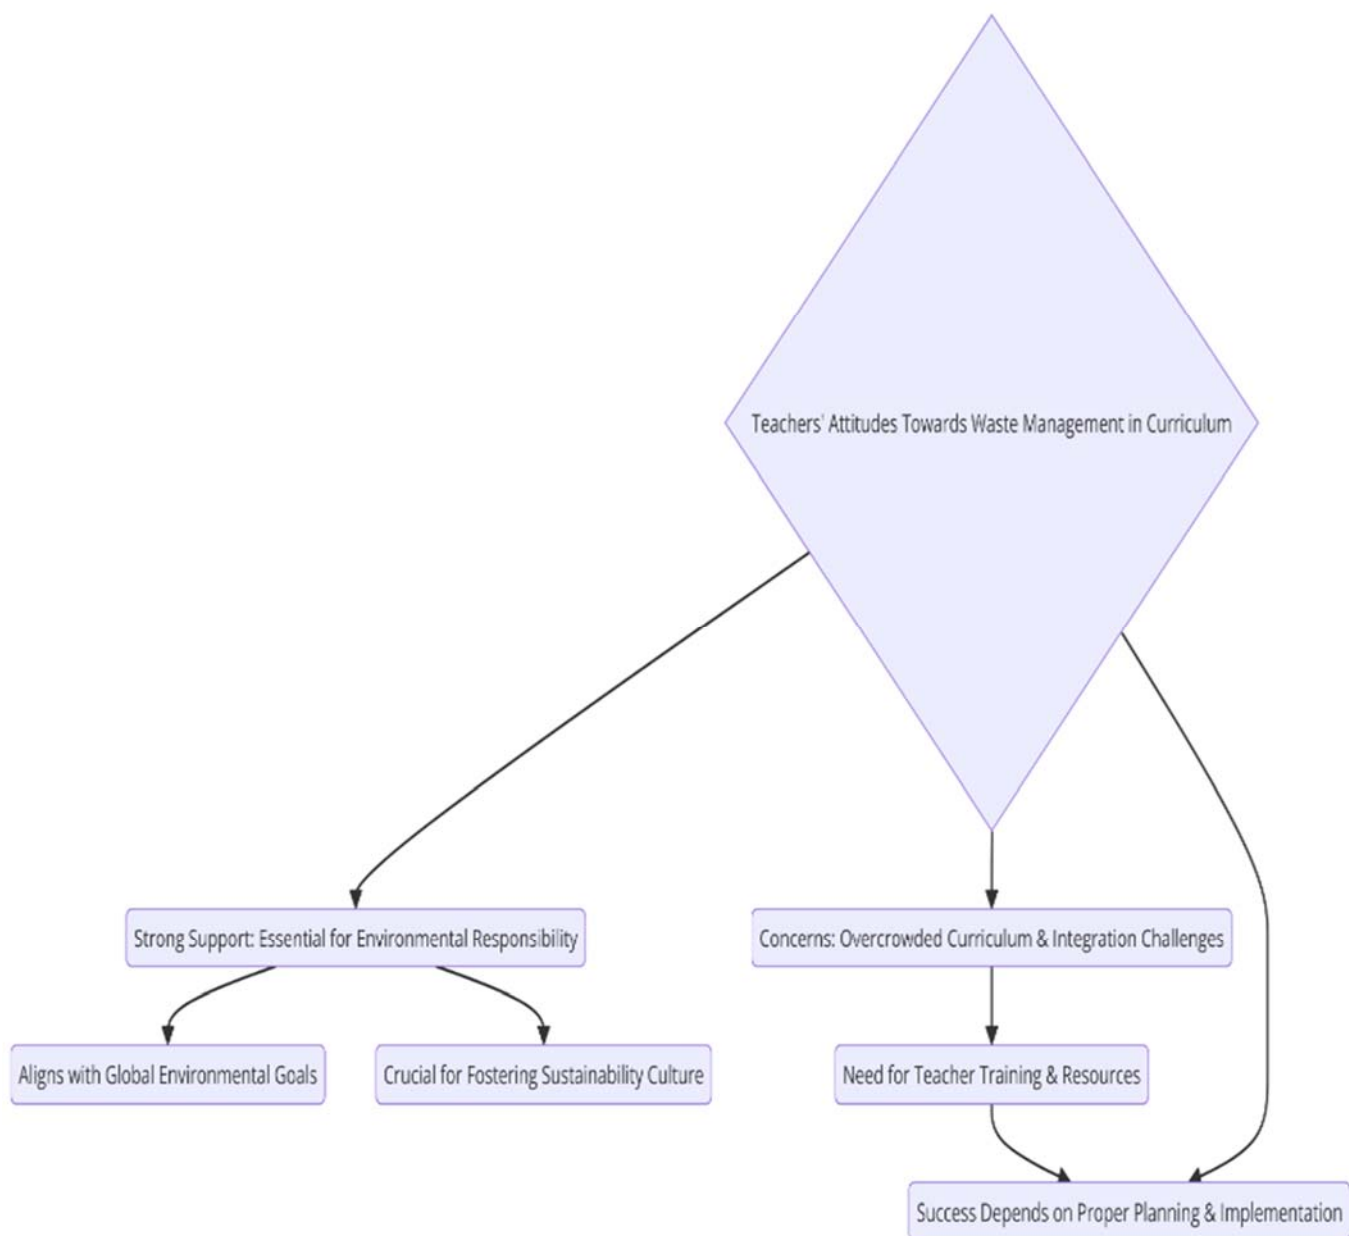 Teachers' Attitudes Towards Waste Management in Curriculum
Strong Support: Essential for Environmental Responsibility
Concerns: Overcrowded Curriculum & Integration Challenges
Aligns with Global Environmental Goals
Crucial for Fostering Sustainability Culture
Need for Teacher Training & Resources
Success Depends on Proper Planning & Implementation